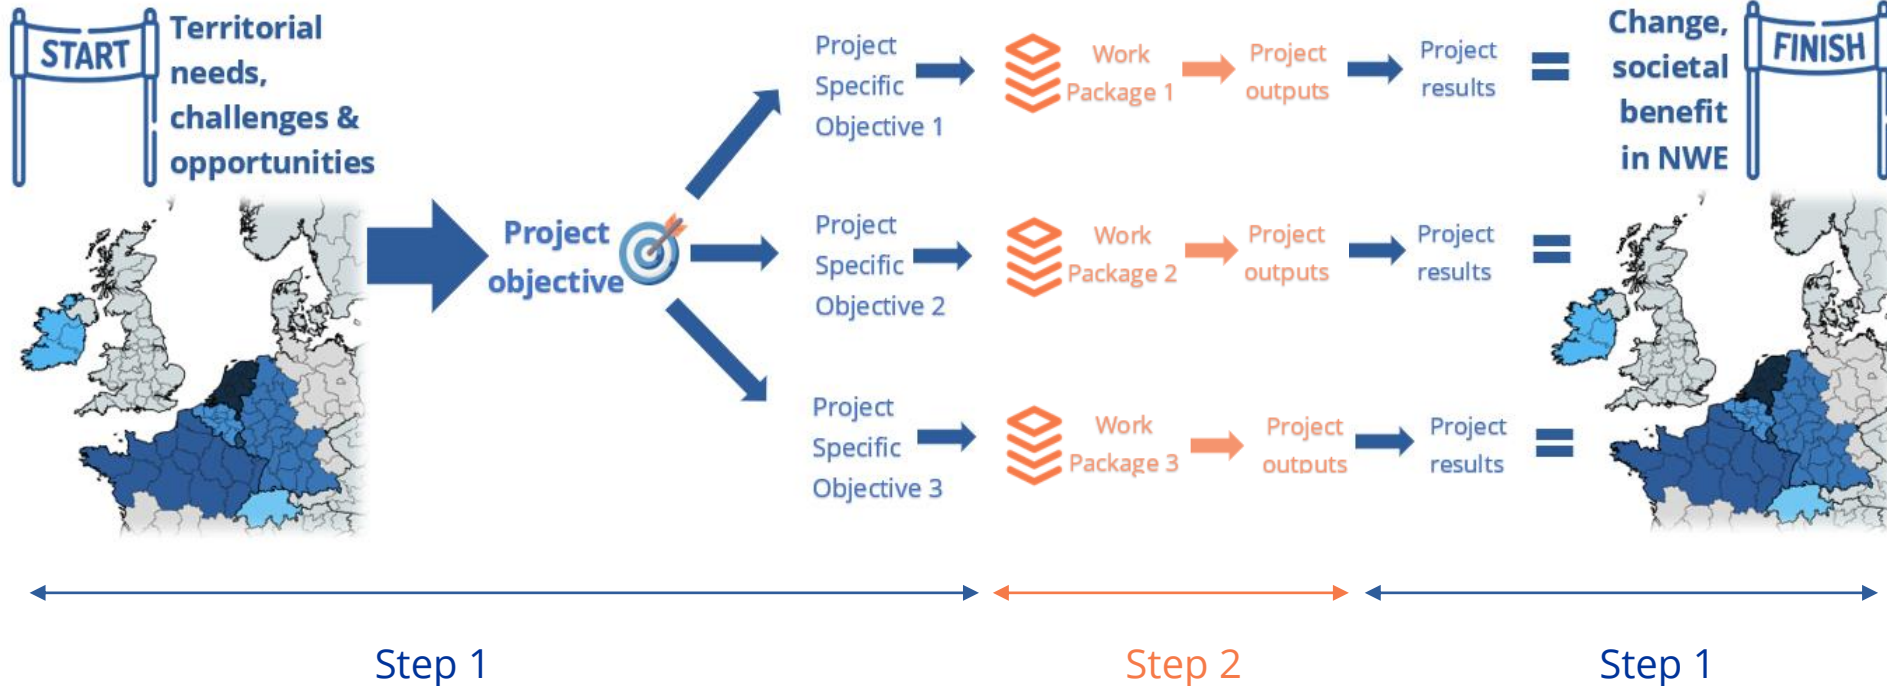 START
Territorial
needs,
challenges &
opportunities
Project
objective
Project
Specific
Objective 1
Work
Package 1
Project
outputs
Project
results
=
Project
Specific
Objective 2
Work
Package 2
Project
outputs
Project
results
=
Project
Specific
Objective 3
Work
Package 3
Project
outputs
Project
results
=
Change,
societal
benefit
in NWE
FINISH
Step 1
Step 2
Step 1